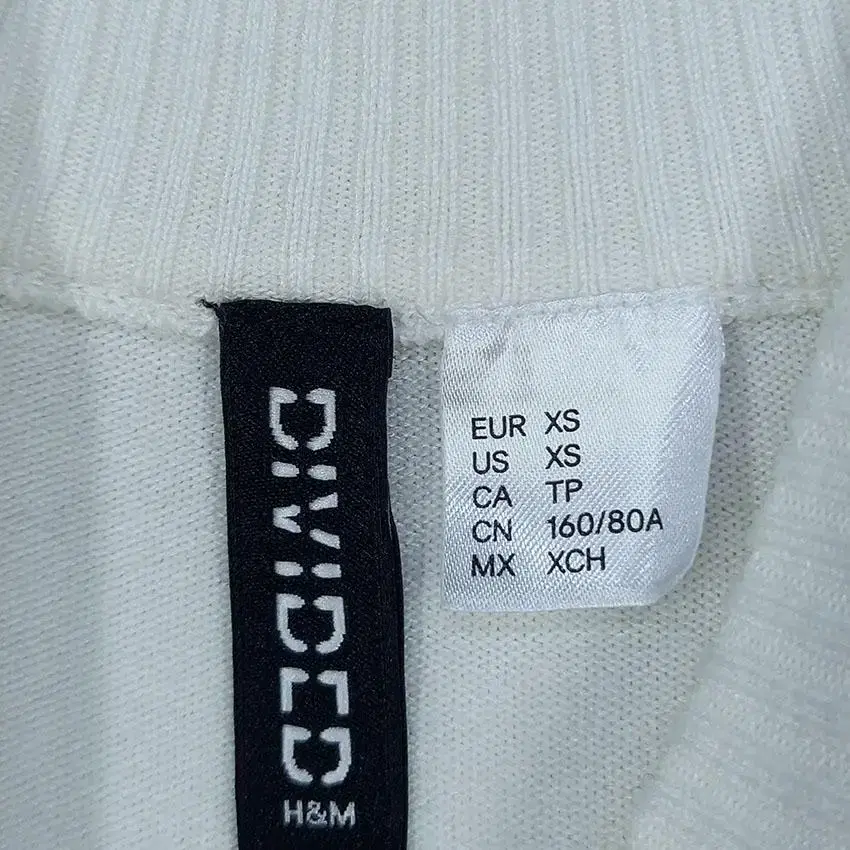 DIVIDED
H&M
EUR XS
US XS
CA TP
CN 160/80A
MX XCH